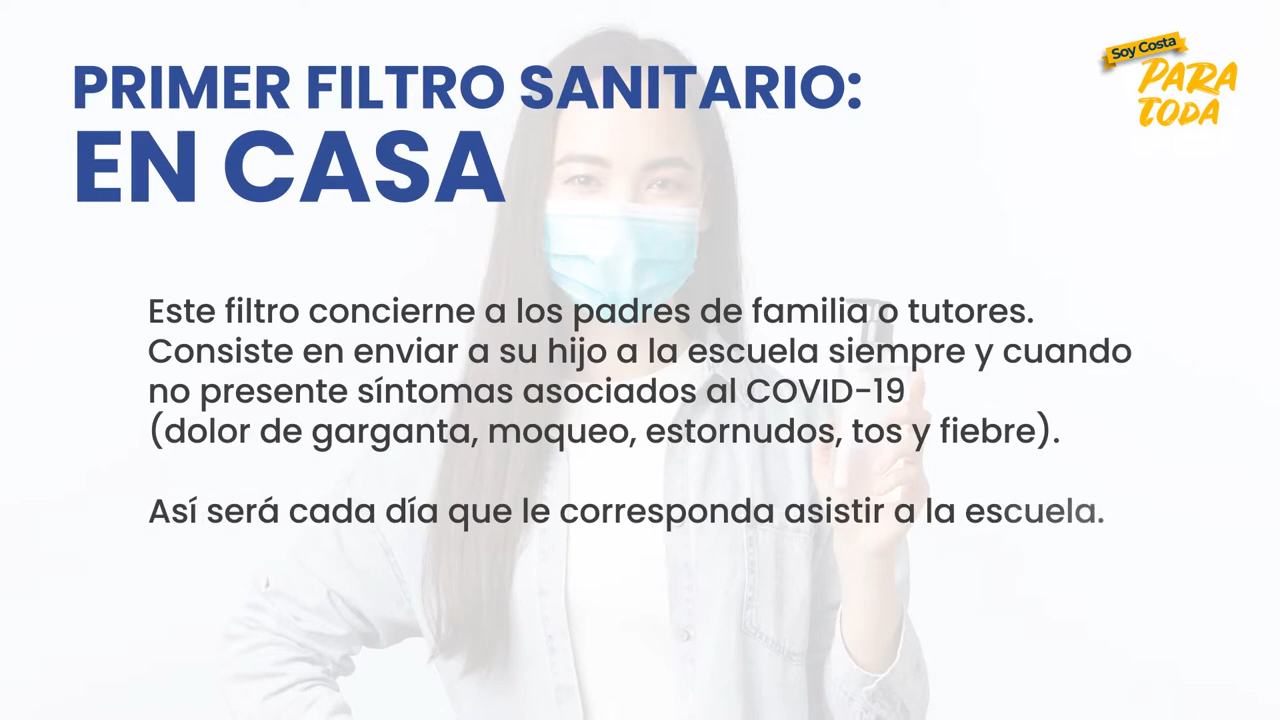 PRIMER FILTRO SANITARIO:
EN CASA
Soy Costa
PARA
TODA
Este filtro concierne a los padres de familia o tutores.
Consiste en enviar a su hijo a la escuela siempre y cuando
no presente síntomas asociados al COVID-19
(dolor de garganta, moqueo, estornudos, tos y fiebre).
Así será cada día que le corresponda asistir a la escuela.